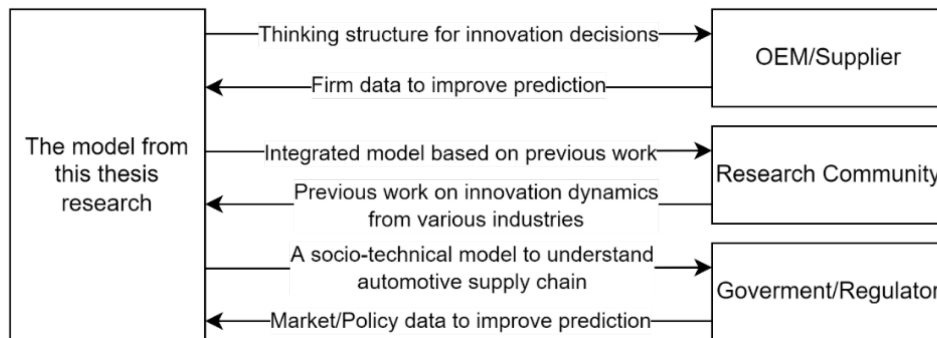 The model from
this thesis
research
Thinking structure for innovation decisions
Firm data to improve prediction
OEM/Supplier
Integrated model based on previous work
Previous work on innovation dynamics
from various industries
Research Community
A socio-technical model to understand
automotive supply chain
Market/Policy data to improve prediction
Goverment/Regulator